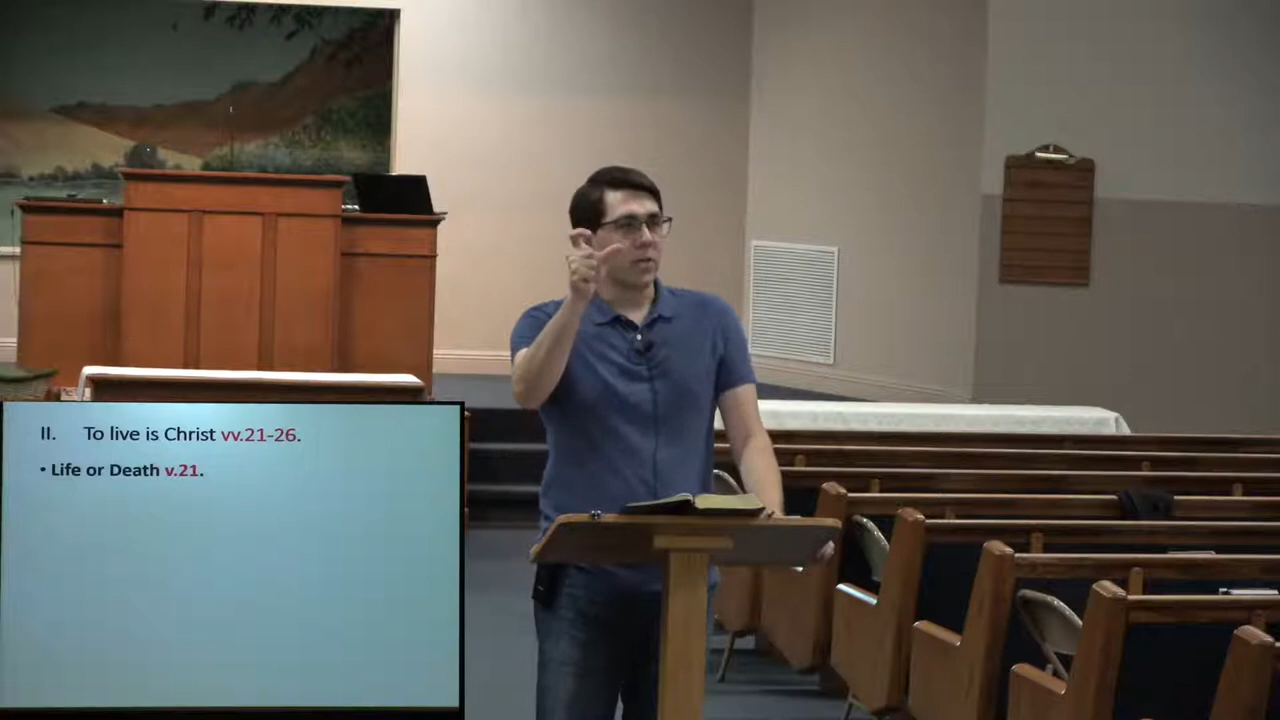 II. To live is Christ vv.21-26.
• Life or Death v.21.